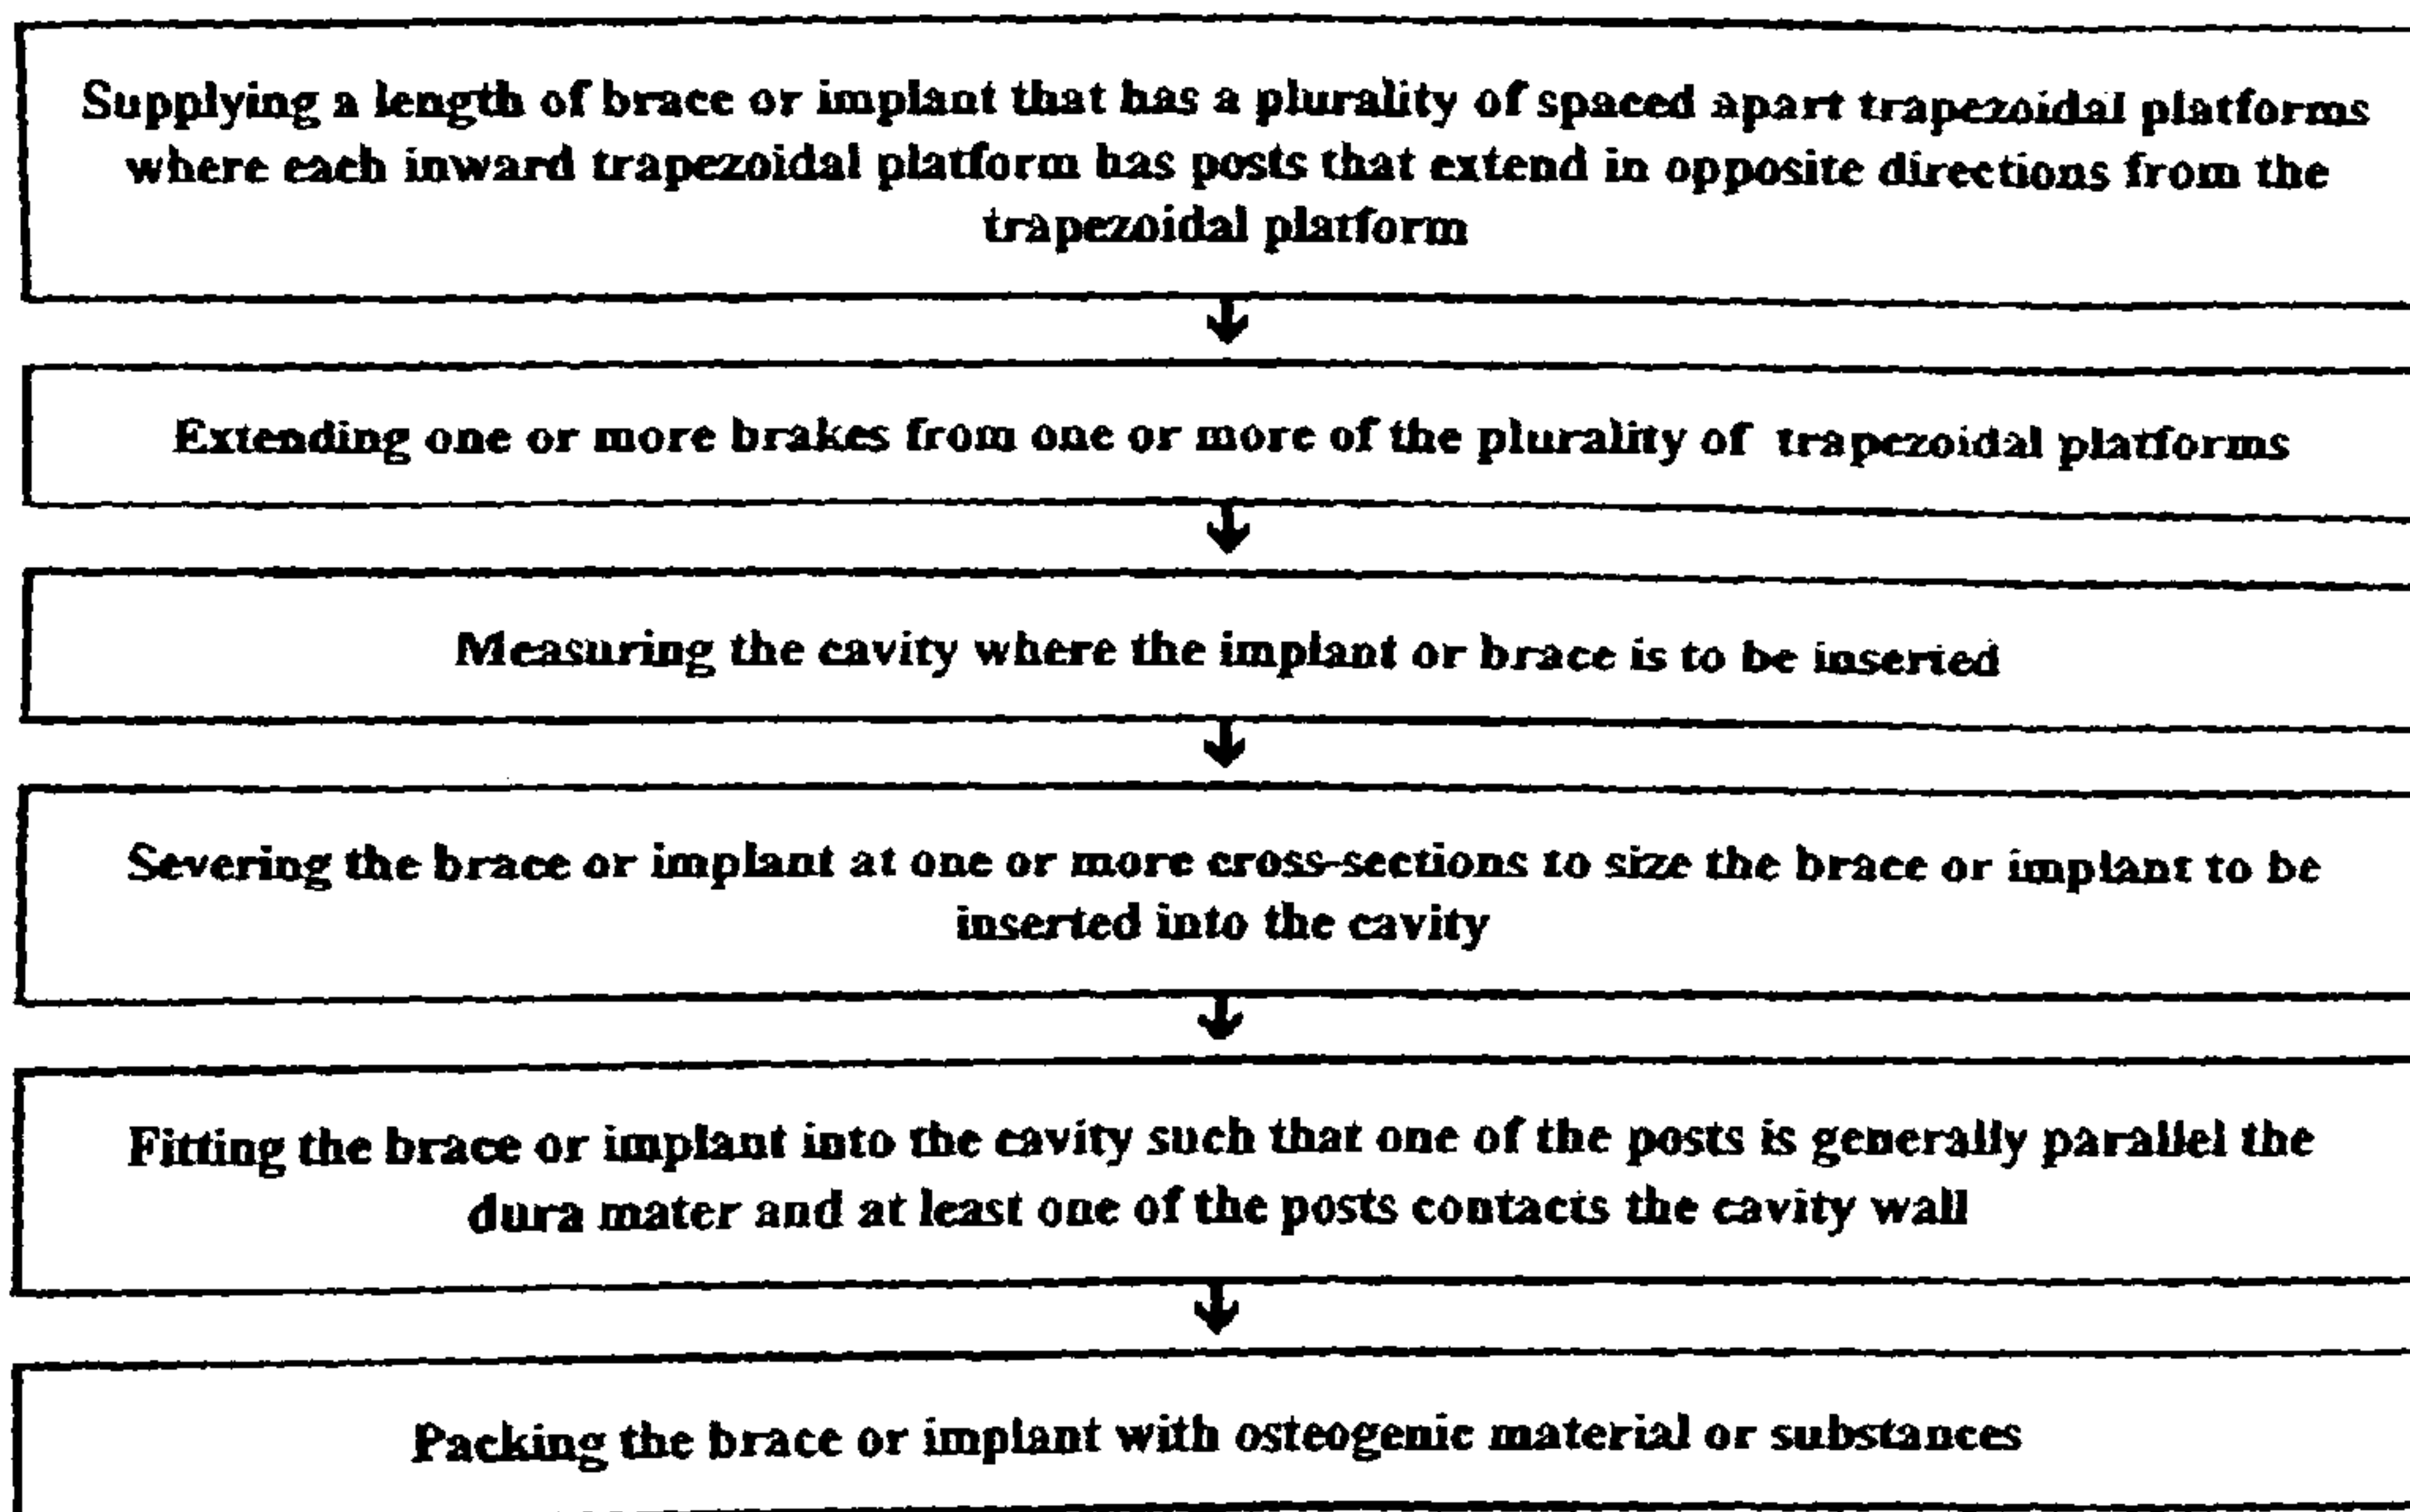 Supplying a length of brace or implant that has a plurality of spaced apart trapezoidal platforms
where each inward trapezoidal platform has posts that extend in opposite directions from the
trapezoidal platform
Extending one or more brakes from one or more of the plurality of trapezoidal platforms
Measuring the cavity where the implant or brace is to be inserted
Severing the brace or implant at one or more cross-sections to size the brace or implant to be
inserted into the cavity
Fitting the brace or implant into the cavity such that one of the posts is generally parallel the
dura mater and at least one of the posts contacts the cavity wall
Packing the brace or implant with osteogenic material or substances